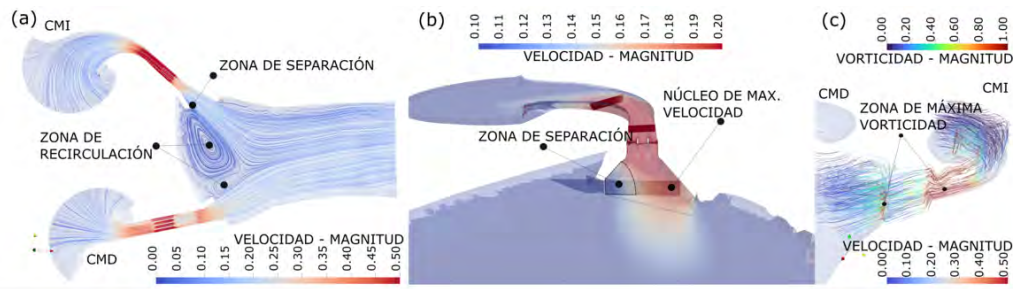 (a)
CMI
ZONA DE SEPARACIÓN
ZONA DE
RECIRCULACIÓN
CMD
VELOCIDAD - MAGNITUD
0.00 0.05 0.10 0.15 0.20 0.25 0.30 0.35 0.40 0.45 0.50
(b)
0.10 0.11 0.12 0.13 0.14 0.15 0.16 0.17 0.18 0.19 0.20
VELOCIDAD - MAGNITUD
NÚCLEO DE MAX.
VELOCIDAD
ZONA DE SEPARACIÓN
(c)
0.00 0.20 0.40 0.60 0.80 1.00
VORTICIDAD - MAGNITUD
CMD
CMI
ZONA DE MÁXIMA
VORTICIDAD
VELOCIDAD - MAGNITUD
0.00 0.10 0.20 0.30 0.40 0.50